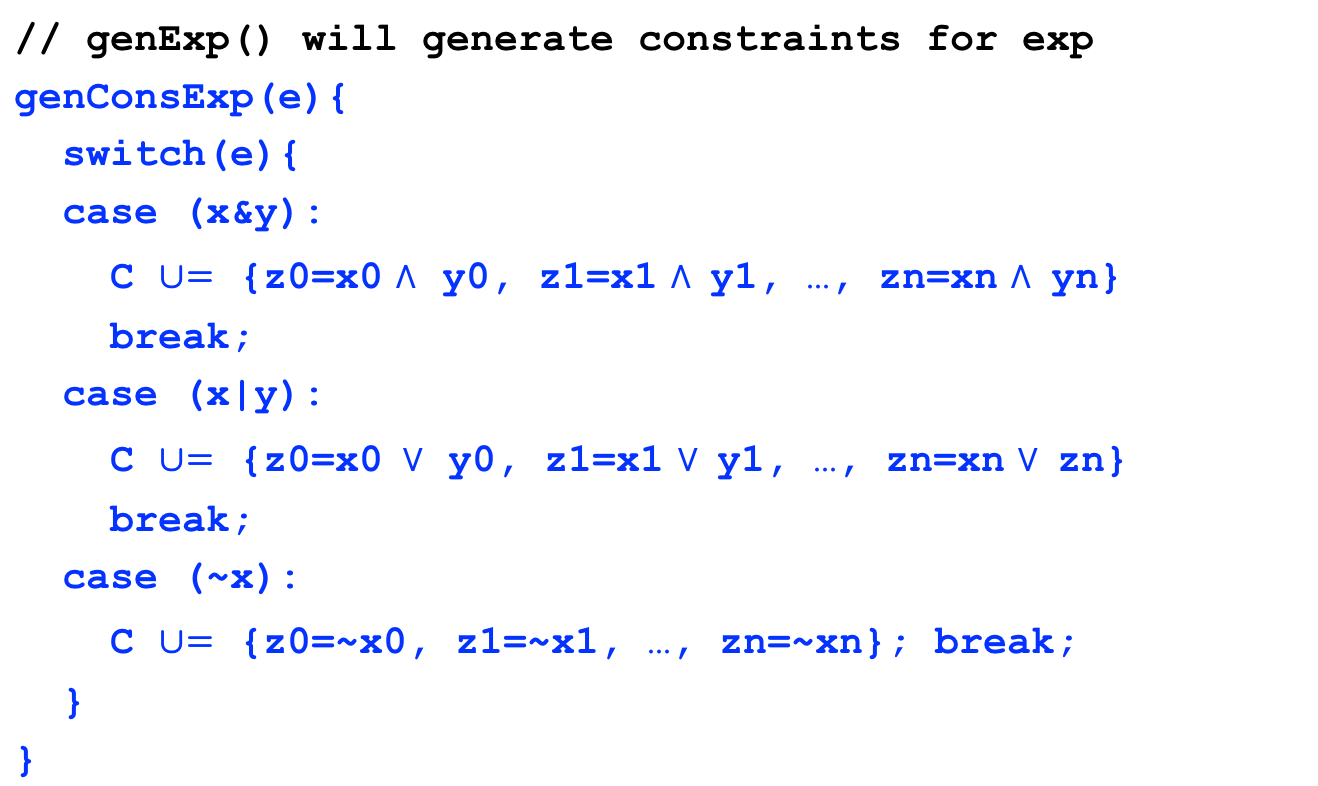 // genExp() will generate constraints for exp
genConsExp(e){
switch(e){
case (x&y):
C ∪= {z0=x0 ∧ y0, z1=x1 ∧ y1, …, zn=xn ∧ yn}
break;
case (x|y):
C ∪= {z0=x0 ∨ y0, z1=x1 ∨ y1, …, zn=xn ∨ zn}
break;
case (~x):
C ∪= {z0=~x0, z1=~x1, …, zn=~xn}; break;
}
}